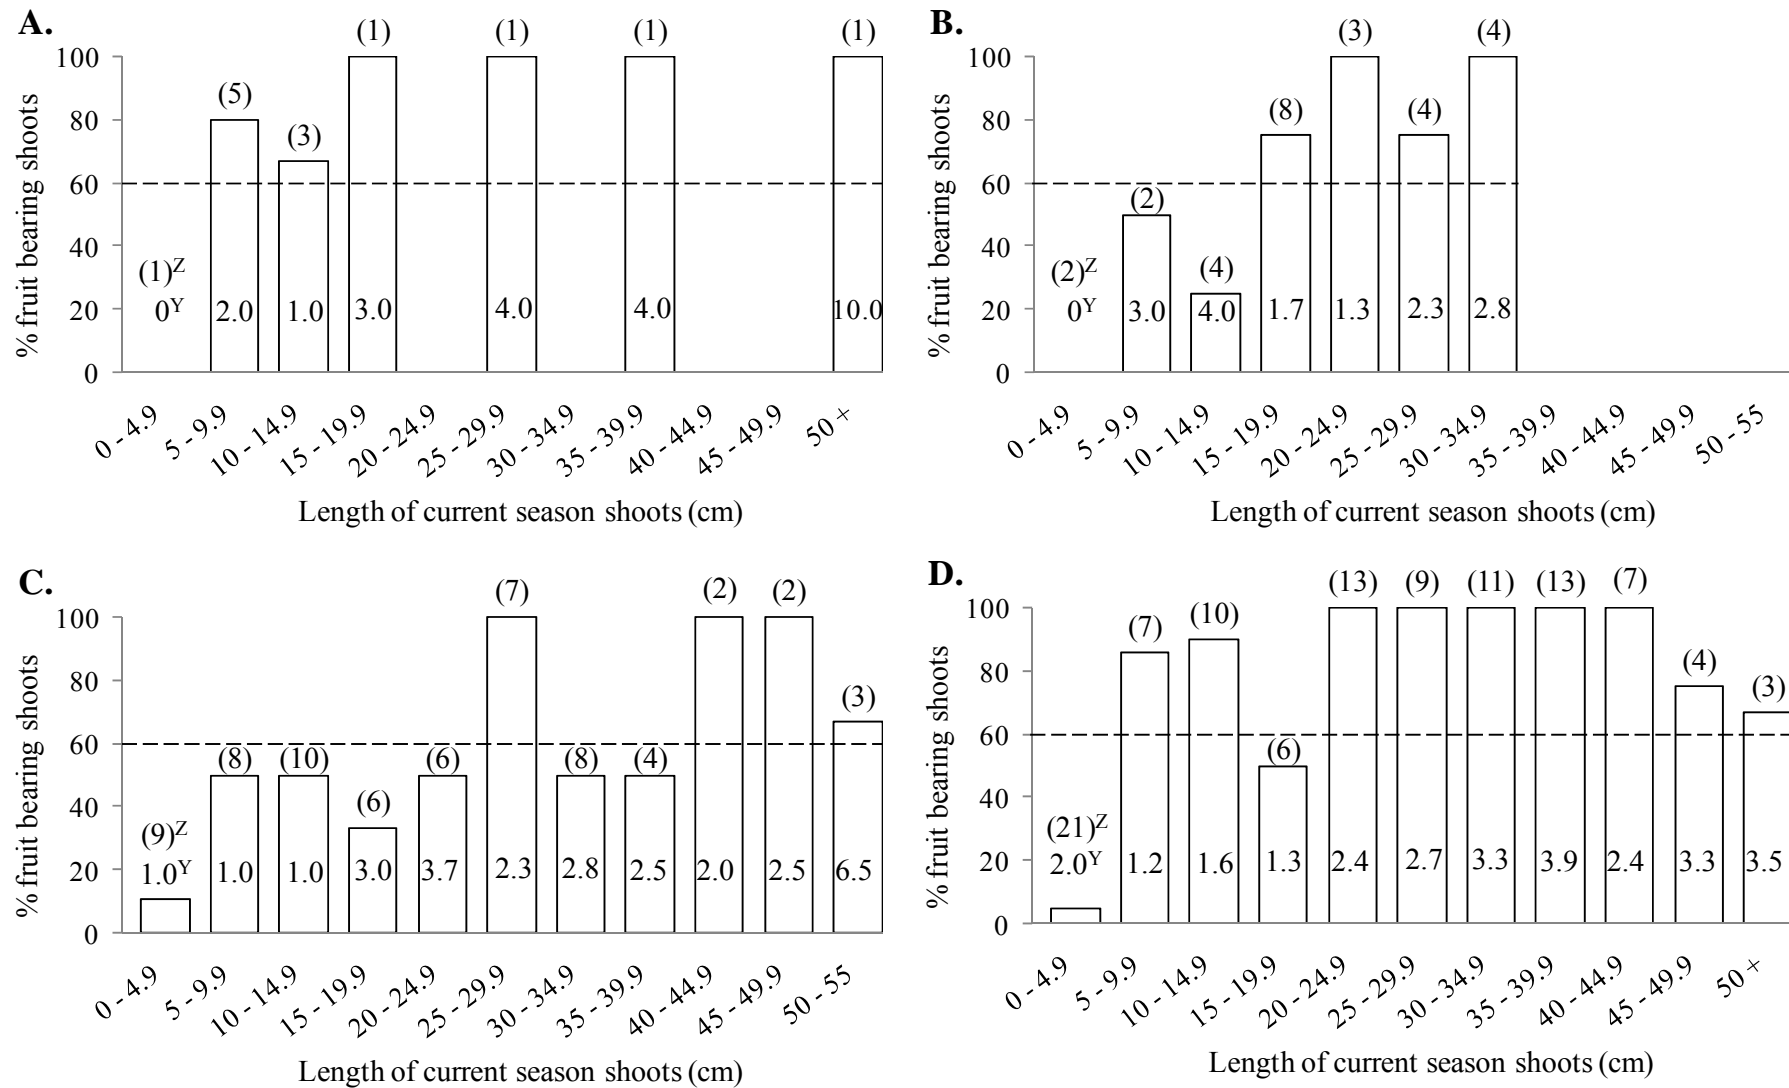 A.
% fruit bearing shoots
100
80
60
40
20
0
(1)Z
0Y
(5)
2.0
(3)
1.0
(1)
3.0
(1)
4.0
(1)
4.0
(1)
10.0
0 - 4.9
5 - 9.9
10 - 14.9
15 - 19.9
20 - 24.9
25 - 29.9
30 - 34.9
35 - 39.9
40 - 44.9
45 - 49.9
50 +
Length of current season shoots (cm)
B.
% fruit bearing shoots
100
80
60
40
20
0
(2)Z
0Y
(2)
3.0
(4)
4.0
(8)
1.7
(3)
1.3
(4)
2.3
(4)
2.8
0 - 4.9
5 - 9.9
10 - 14.9
15 - 19.9
20 - 24.9
25 - 29.9
30 - 34.9
35 - 39.9
40 - 44.9
45 - 49.9
50 - 55
Length of current season shoots (cm)
C.
% fruit bearing shoots
100
80
60
40
20
0
(9)Z
1.0Y
(8)
1.0
(10)
1.0
(6)
3.0
(6)
3.7
(7)
2.3
(8)
2.8
(4)
2.5
(2)
2.0
(2)
2.5
(3)
6.5
0 - 4.9
5 - 9.9
10 - 14.9
15 - 19.9
20 - 24.9
25 - 29.9
30 - 34.9
35 - 39.9
40 - 44.9
45 - 49.9
50 - 55
Length of current season shoots (cm)
D.
% fruit bearing shoots
100
80
60
40
20
0
(21)Z
2.0Y
(7)
1.2
(10)
1.6
(6)
1.3
(13)
2.4
(9)
2.7
(11)
3.3
(13)
3.9
(7)
2.4
(4)
3.3
(3)
3.5
0 - 4.9
5 - 9.9
10 - 14.9
15 - 19.9
20 - 24.9
25 - 29.9
30 - 34.9
35 - 39.9
40 - 44.9
45 - 49.9
50 +
Length of current season shoots (cm)